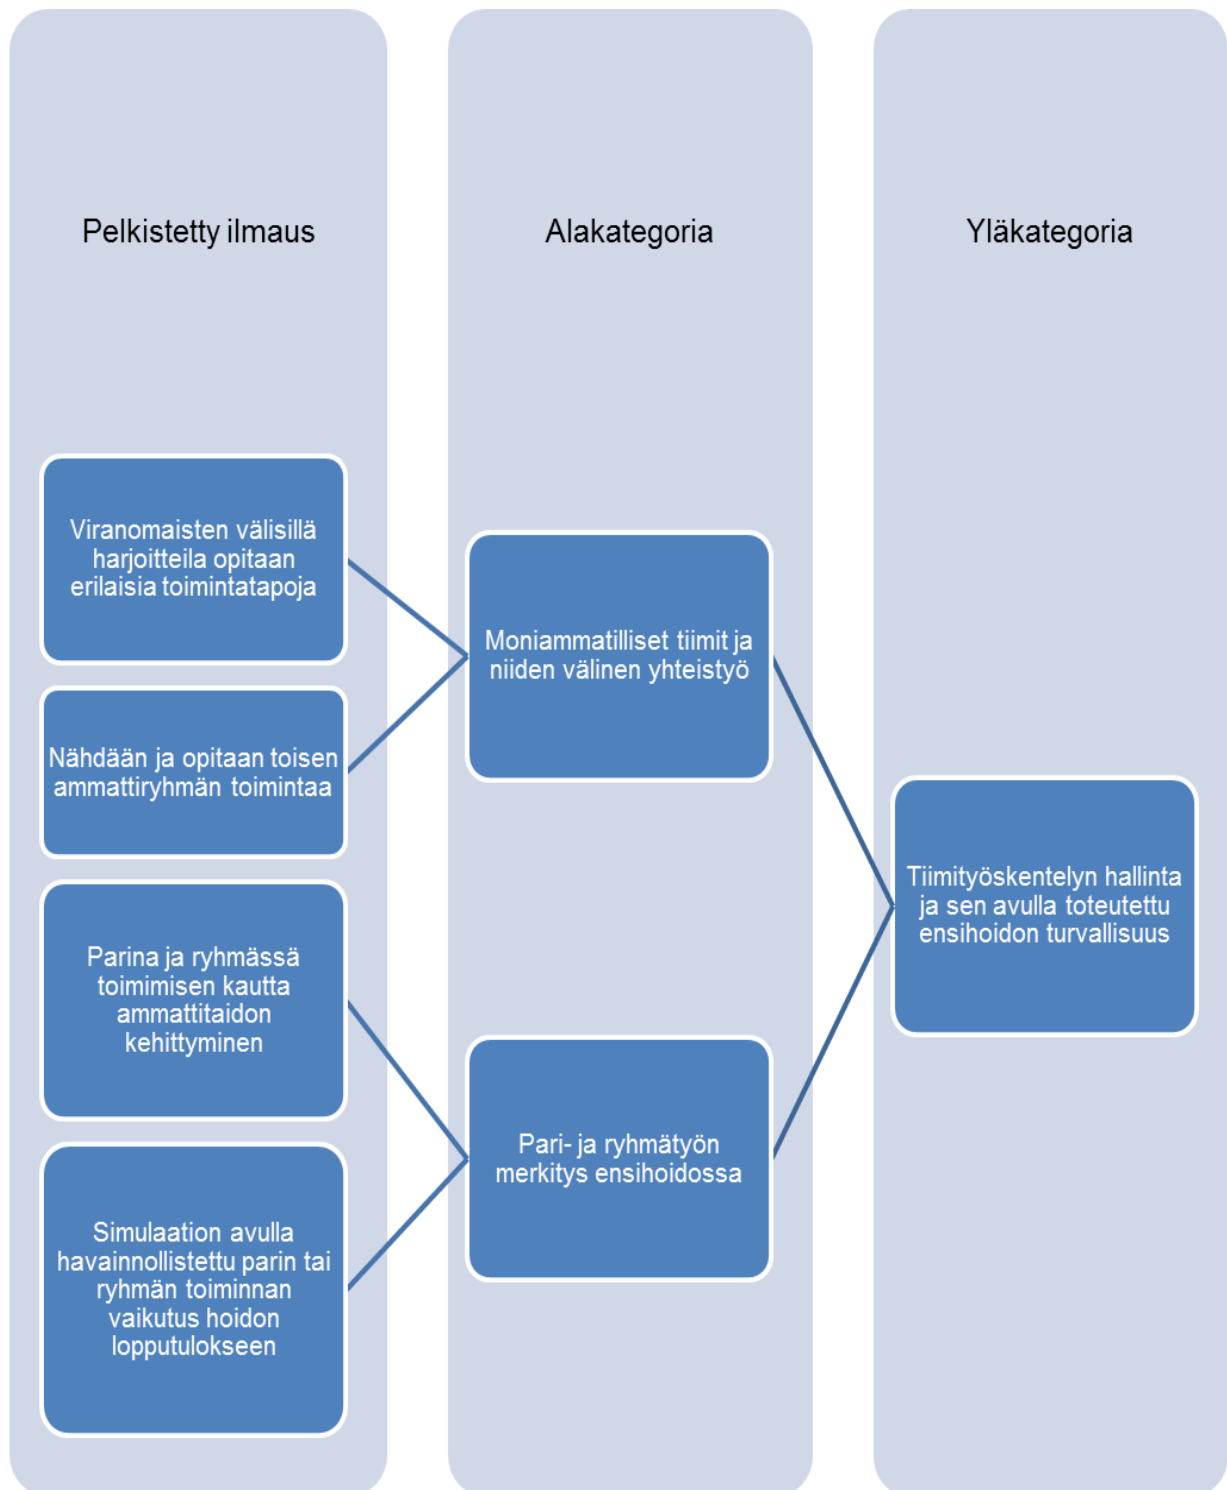 Pelkistetty ilmaus
Alakategoria
Yläkategoria
Viranomaisten välisillä
harjoitteila opitaan
erilaisia toimintatapoja
Nähdään ja opitaan toisen
ammattiryhmän toimintaa
Parina ja ryhmässä
toimimisen kautta
ammattitaidon
kehittyminen
Simulaation avulla
havainnollistettu parin tai
ryhmän toiminnan
vaikutus hoidon
lopputulokseen
Moniammatilliset tiimit ja
niiden välinen yhteistyö
Pari- ja ryhmätyön
merkitys ensihoidossa
Tiimityöskentelyn hallinta
ja sen avulla toteutettu
ensihoidon turvallisuus